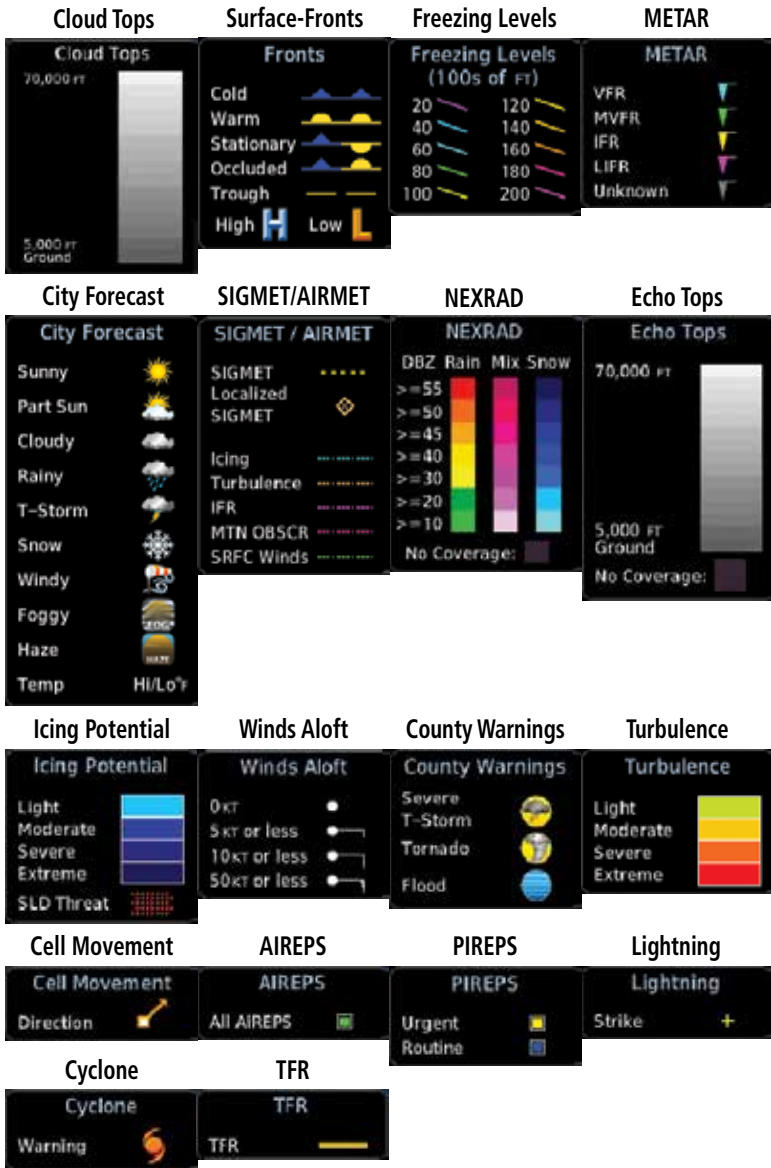 Cloud Tops
Surface-Fronts
Freezing Levels
METAR
Cloud Tops
70,000 FT
5,000 FT
Ground
Fronts
Cold
Warm
Stationary
Occluded
Trough
High H Low L
Freezing Levels
(100s of FT)
20 120
40 140
60 160
80 180
100 200
METAR
VFR
MVFR
IFR
LIFR
Unknown
City Forecast
SIGMET/AIRMET
NEXRAD
Echo Tops
City Forecast
Sunny
Part Sun
Cloudy
Rainy
T-Storm
Snow
Windy
Foggy FOG
Haze HAZE
Temp Hi/Lo°F
SIGMET / AIRMET
SIGMET
Localized
SIGMET
Icing
Turbulence
IFR
MTN OBSCR
SRFC Winds
NEXRAD
DBZ Rain Mix Snow
>=55
>=50
>=45
>=40
>=30
>=20
>=10
No Coverage:
Echo Tops
70,000 FT
5,000 FT
Ground
No Coverage:
Icing Potential
Winds Aloft
County Warnings
Turbulence
Icing Potential
Light
Moderate
Severe
Extreme
SLD Threat
Winds Aloft
0KT
5KT or less
10KT or less
50KT or less
County Warnings
Severe
T-Storm
Tornado
Flood
Turbulence
Light
Moderate
Severe
Extreme
Cell Movement
AIREPS
PIREPS
Lightning
Cell Movement
Direction
AIREPS
All AIREPS
PIREPS
Urgent
Routine
Lightning
Strike
Cyclone
TFR
Cyclone
Warning
TFR
TFR